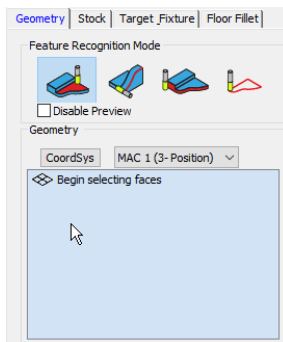 Geometry Stock Target_Fixture Floor Fillet
Feature Recognition Mode
Disable Preview
Geometry
CoordSys MAC 1 (3- Position)
Begin selecting faces